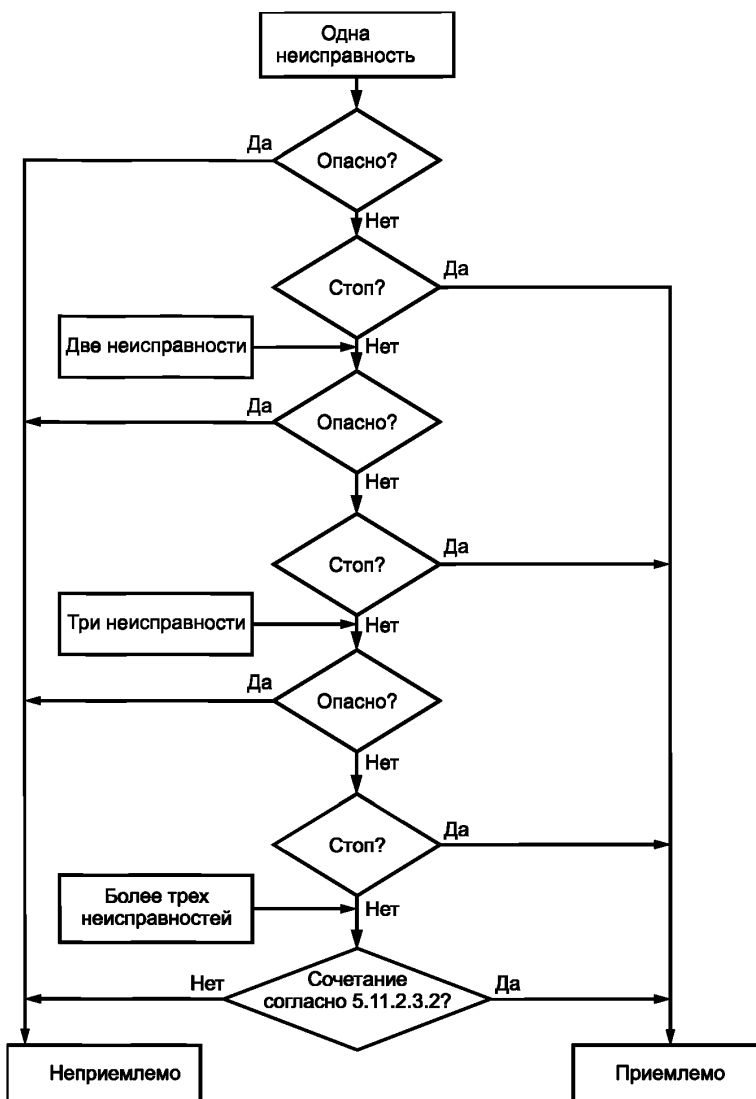 Одна
неисправность
Да
Опасно?
Нет
Стоп?
Да
Две неисправности
Нет
Да
Опасно?
Нет
Стоп?
Да
Три неисправности
Нет
Да
Опасно?
Нет
Стоп?
Да
Более трех
неисправностей
Нет
Нет
Сочетание
согласно 5.11.2.3.2?
Да
Неприемлемо
Приемлемо